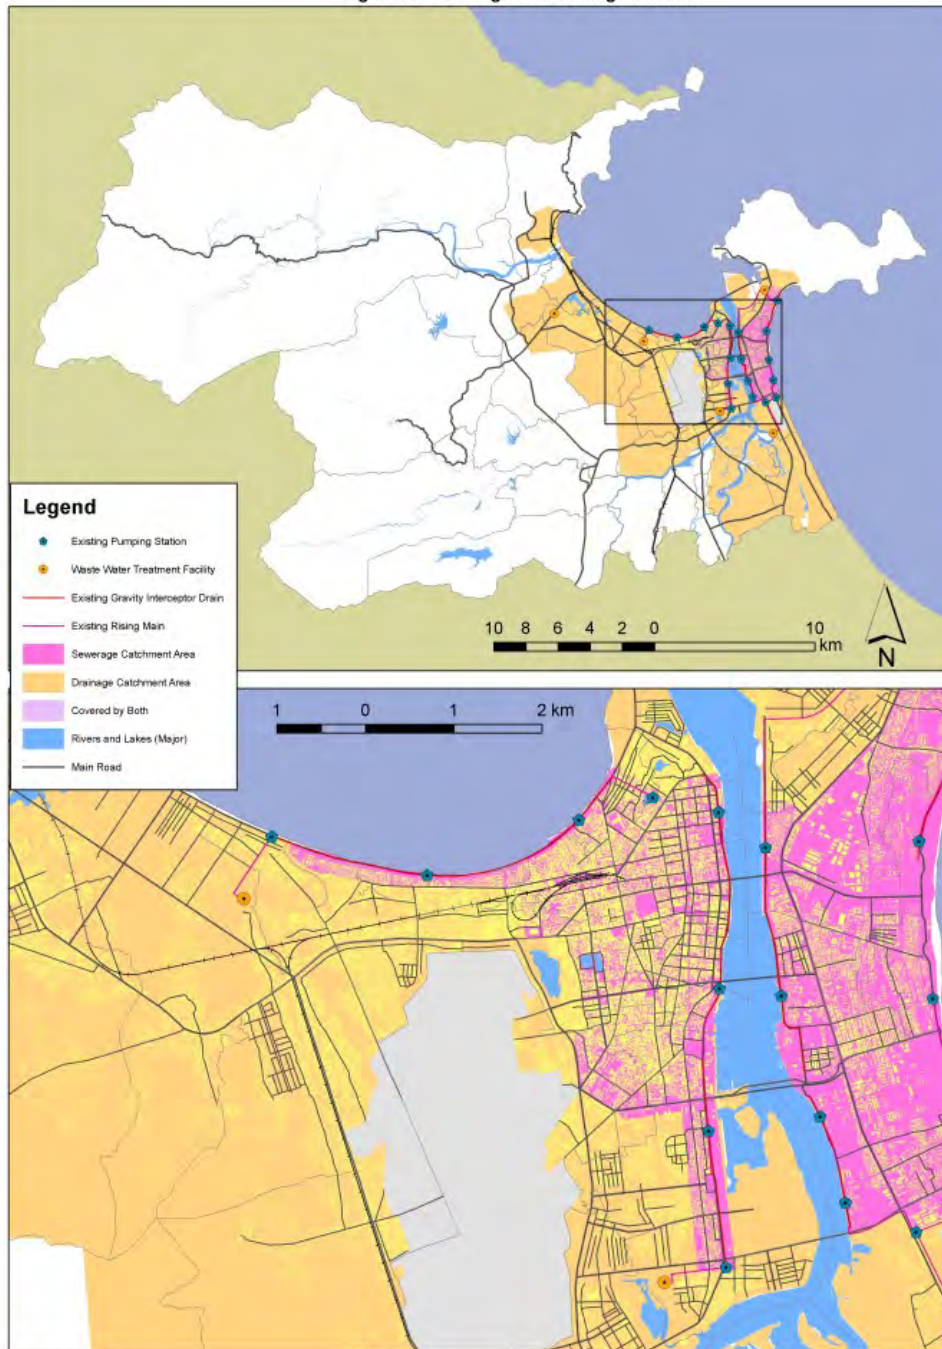 10 8 6 4 2 0 10
km
N
Legend
Existing Pumping Station
Waste Water Treatment Facility
Existing Gravity Interceptor Drain
Existing Rising Main
Sewerage Catchment Area
Drainage Catchment Area
Covered by Both
Rivers and Lakes (Major)
Main Road
1 0 1 2 km